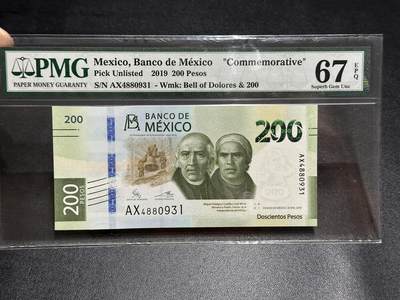 PMG
PAPER MONEY GUARANTY
Mexico, Banco de México "Commemorative"
Pick Unlisted 2019 200 Pesos
S/N AX4880931 - Wmk: Bell of Dolores & 200
67 EPQ
Superb Gem Unc
200
BANCO DE
MÉXICO
200
AX4880931
200
PESOS
AX4880931
Doscientos Pesos